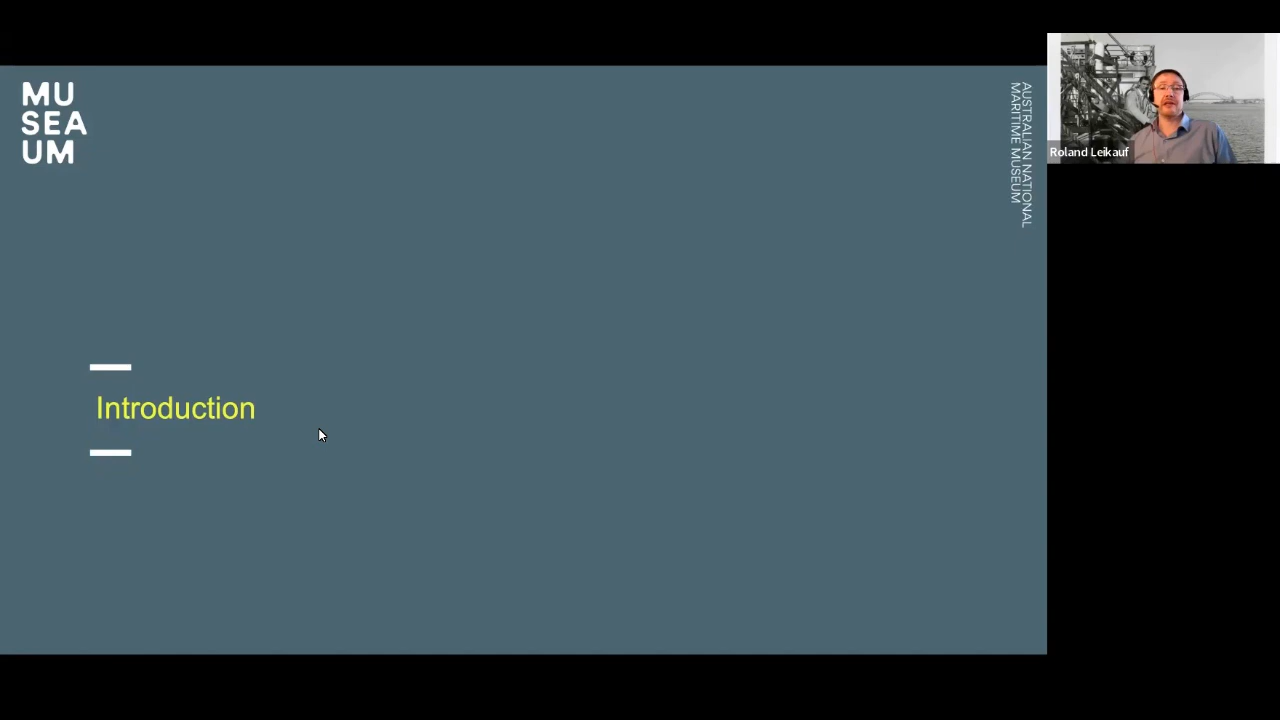 MU
SEA
UM
AUSTRALIAN NATIONAL
MARITIME MUSEUM
Roland Leikauf
Introduction